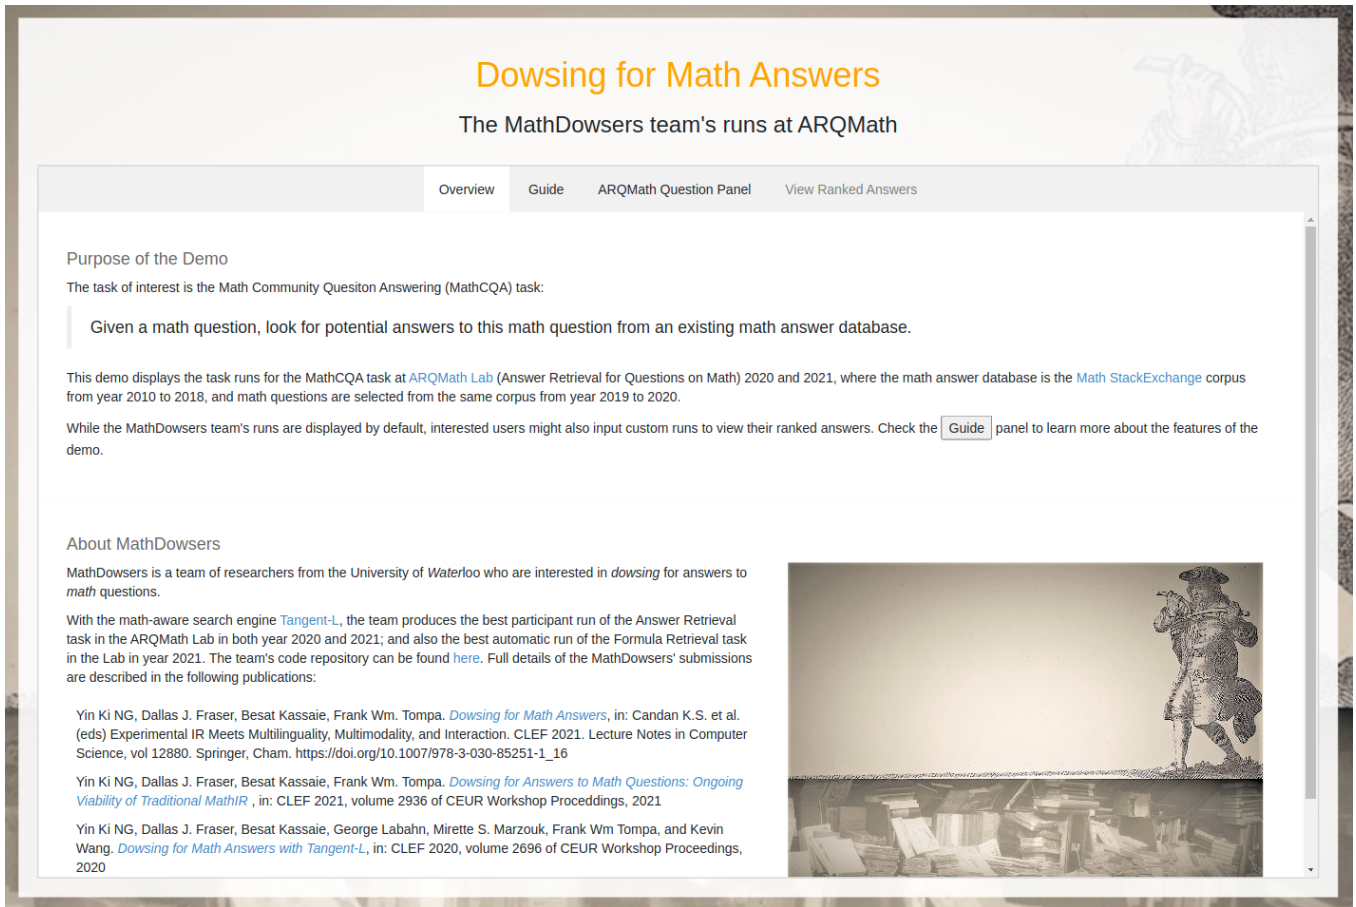 Dowsing for Math Answers
The MathDowsers team's runs at ARQMath
Overview Guide ARQMath Question Panel View Ranked Answers
Purpose of the Demo
The task of interest is the Math Community Quesiton Answering (MathCQA) task:
Given a math question, look for potential answers to this math question from an existing math answer database.
This demo displays the task runs for the MathCQA task at ARQMath Lab (Answer Retrieval for Questions on Math) 2020 and 2021, where the math answer database is the Math StackExchange corpus
from year 2010 to 2018, and math questions are selected from the same corpus from year 2019 to 2020.
While the MathDowsers team's runs are displayed by default, interested users might also input custom runs to view their ranked answers. Check the Guide panel to learn more about the features of the
demo.
About MathDowsers
MathDowsers is a team of researchers from the University of Waterloo who are interested in dowsing for answers to
math questions.
With the math-aware search engine Tangent-L, the team produces the best participant run of the Answer Retrieval
task in the ARQMath Lab in both year 2020 and 2021; and also the best automatic run of the Formula Retrieval task
in the Lab in year 2021. The team's code repository can be found here. Full details of the MathDowsers' submissions
are described in the following publications:
Yin Ki NG, Dallas J. Fraser, Besat Kassaie, Frank Wm. Tompa. Dowsing for Math Answers, in: Candan K.S. et al.
(eds) Experimental IR Meets Multilinguality, Multimodality, and Interaction. CLEF 2021. Lecture Notes in Computer
Science, vol 12880. Springer, Cham. https://doi.org/10.1007/978-3-030-85251-1_16
Yin Ki NG, Dallas J. Fraser, Besat Kassaie, Frank Wm. Tompa. Dowsing for Answers to Math Questions: Ongoing
Viability of Traditional MathIR , in: CLEF 2021, volume 2936 of CEUR Workshop Proceddings, 2021
Yin Ki NG, Dallas J. Fraser, Besat Kassaie, George Labahn, Mirette S. Marzouk, Frank Wm Tompa, and Kevin
Wang. Dowsing for Math Answers with Tangent-L, in: CLEF 2020, volume 2696 of CEUR Workshop Proceedings,
2020